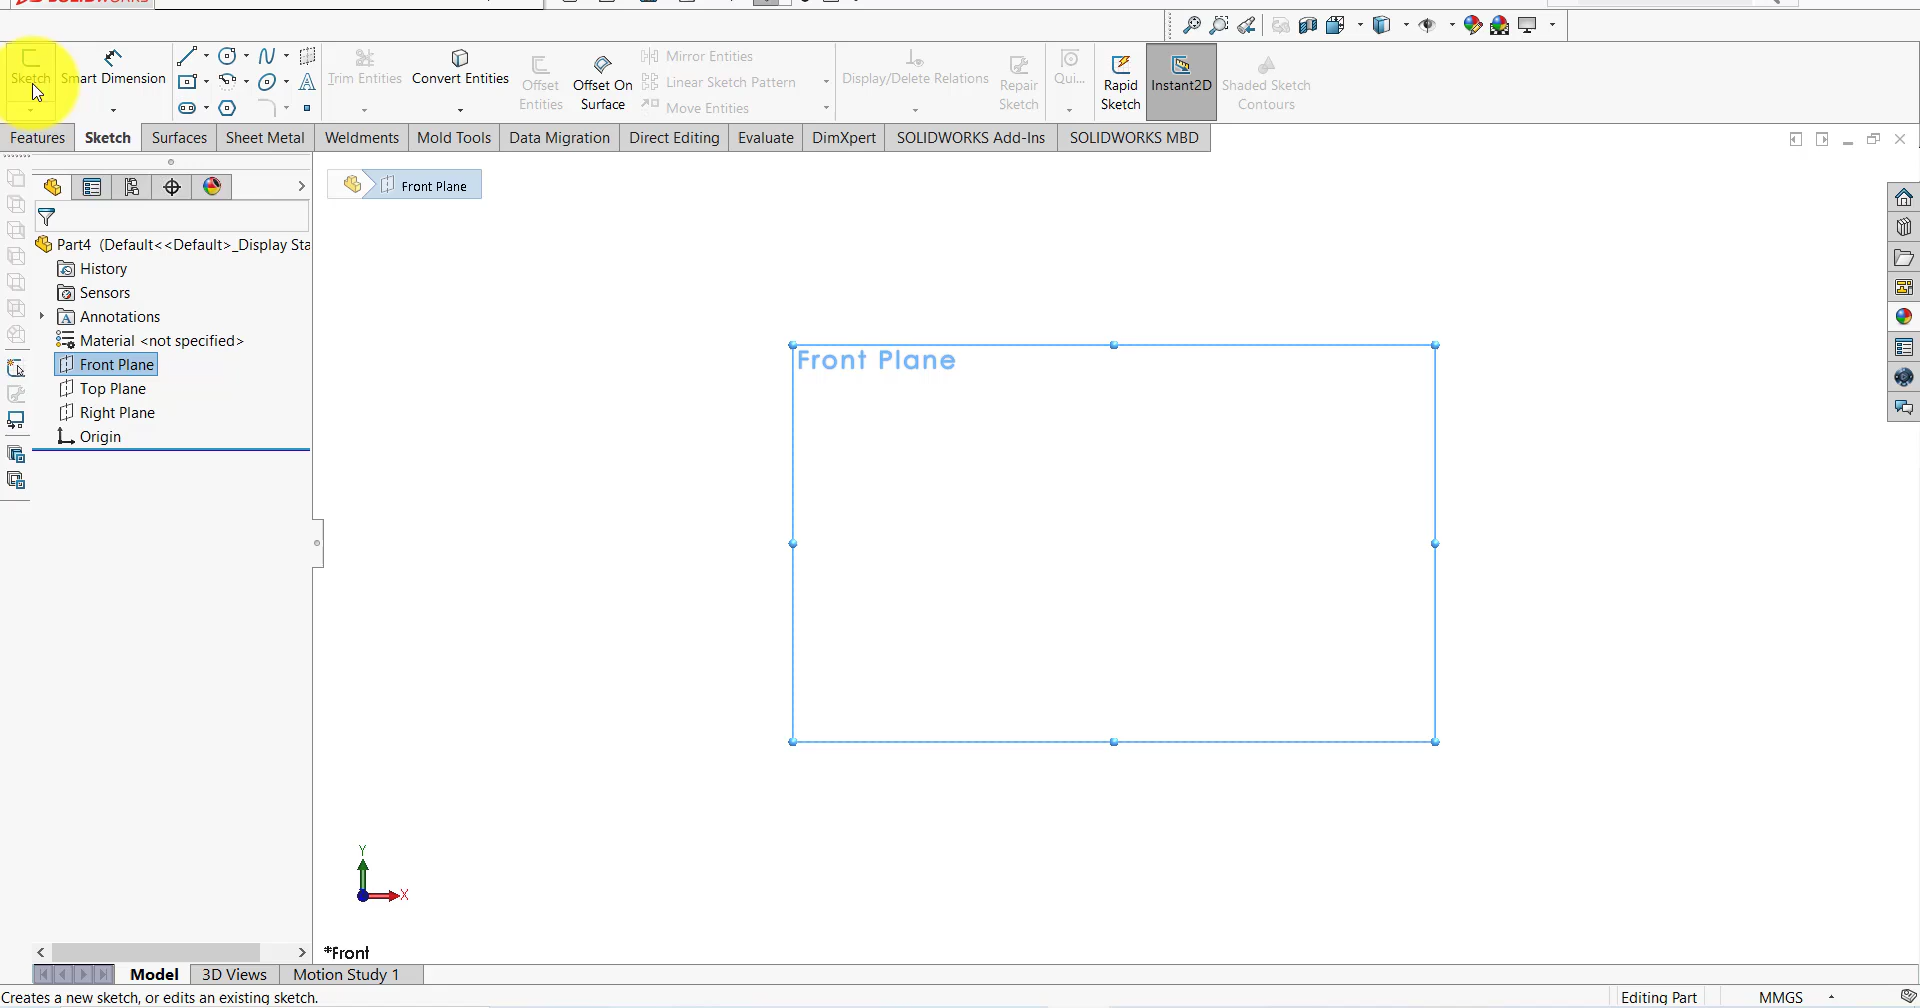 SOLIDWORKS
Sketch
Smart Dimension
Trim Entities
Convert Entities
Offset Entities
Offset On Surface
Mirror Entities
Linear Sketch Pattern
Move Entities
Display/Delete Relations
Repair Sketch
Qui...
Rapid Sketch
Instant2D
Shaded Sketch Contours
Features
Sketch
Surfaces
Sheet Metal
Weldments
Mold Tools
Data Migration
Direct Editing
Evaluate
DimXpert
SOLIDWORKS Add-Ins
SOLIDWORKS MBD
Front Plane
Part4 (Default<<Default>_Display Sta
History
Sensors
Annotations
Material <not specified>
Front Plane
Top Plane
Right Plane
Origin
Front Plane
Y
X
*Front
Model
3D Views
Motion Study 1
Creates a new sketch, or edits an existing sketch.
Editing Part
MMGS